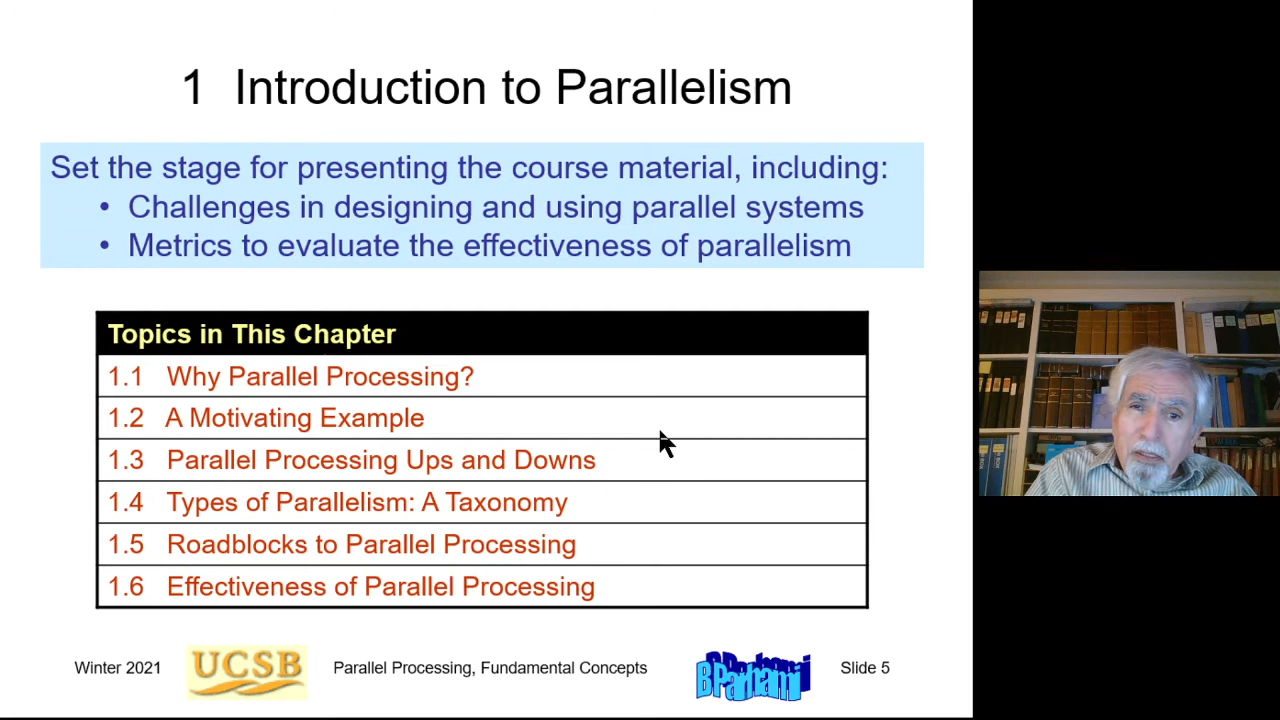 1 Introduction to Parallelism
Set the stage for presenting the course material, including:
• Challenges in designing and using parallel systems
• Metrics to evaluate the effectiveness of parallelism
Topics in This Chapter
1.1 Why Parallel Processing?
1.2 A Motivating Example
1.3 Parallel Processing Ups and Downs
1.4 Types of Parallelism: A Taxonomy
1.5 Roadblocks to Parallel Processing
1.6 Effectiveness of Parallel Processing
Winter 2021
UCSB
Parallel Processing, Fundamental Concepts
BParhami
Slide 5